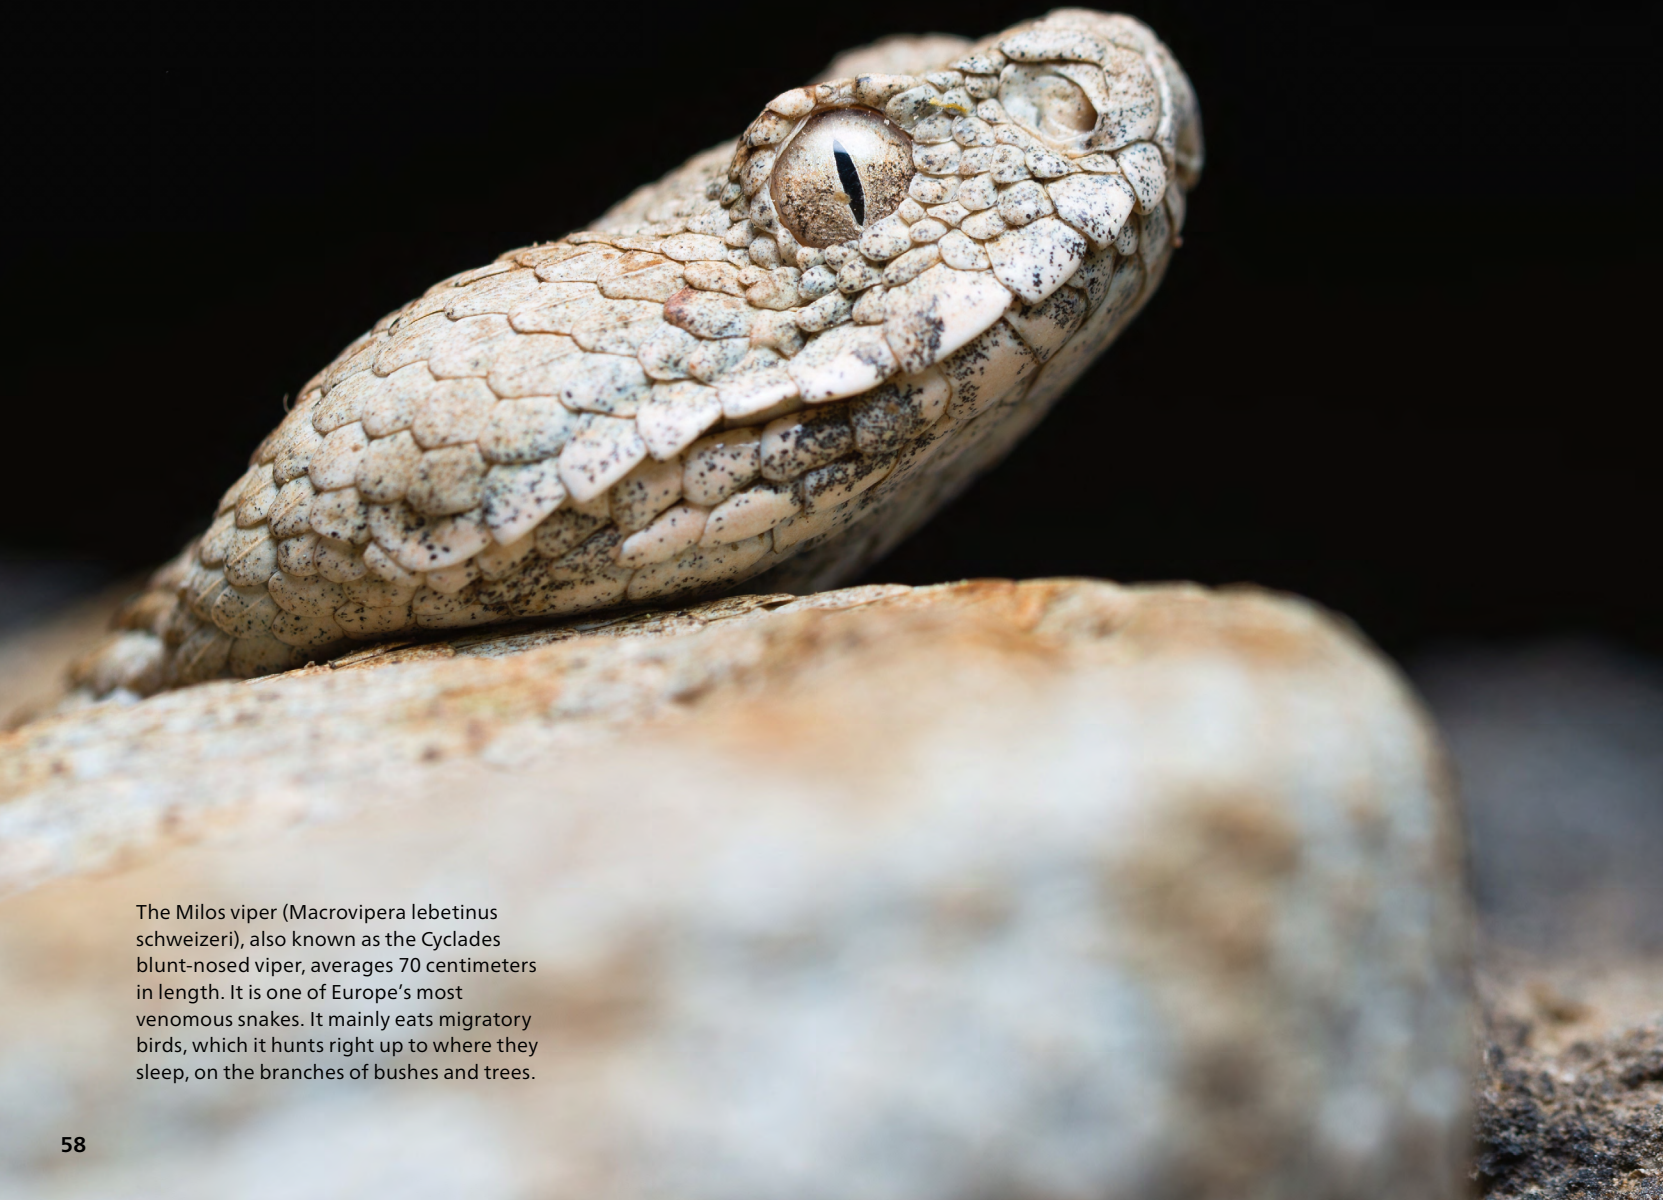 The Milos viper (Macrovipera lebetinus
schweizeri), also known as the Cyclades
blunt-nosed viper, averages 70 centimeters
in length. It is one of Europe’s most
venomous snakes. It mainly eats migratory
birds, which it hunts right up to where they
sleep, on the branches of bushes and trees.
58